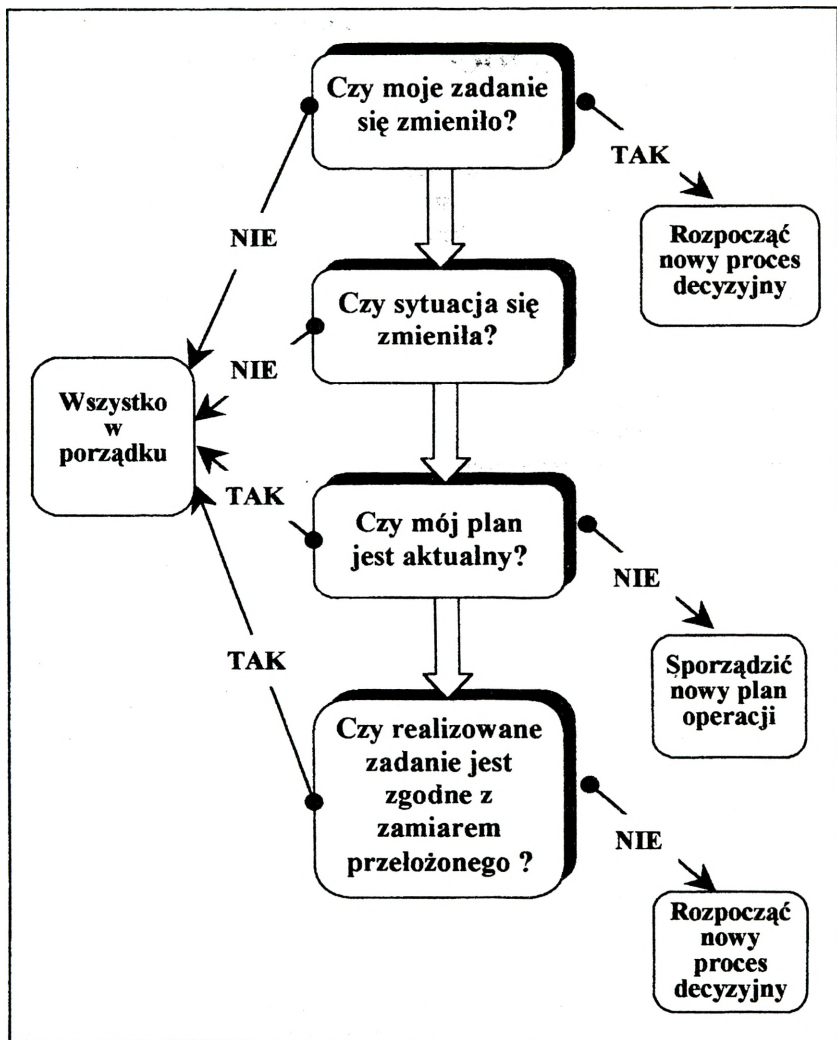 Czy moje zadanie
się zmieniło?
TAK
NIE
Rozpocząć
nowy proces
decyzyjny
Czy sytuacja się
zmieniła?
NIE
Wszystko
w
porządku
TAK
Czy mój plan
jest aktualny?
NIE
TAK
Sporządzić
nowy plan
operacji
Czy realizowane
zadanie jest
zgodne z
zamiarem
przełożonego ?
NIE
Rozpocząć
nowy
proces
decyzyjny